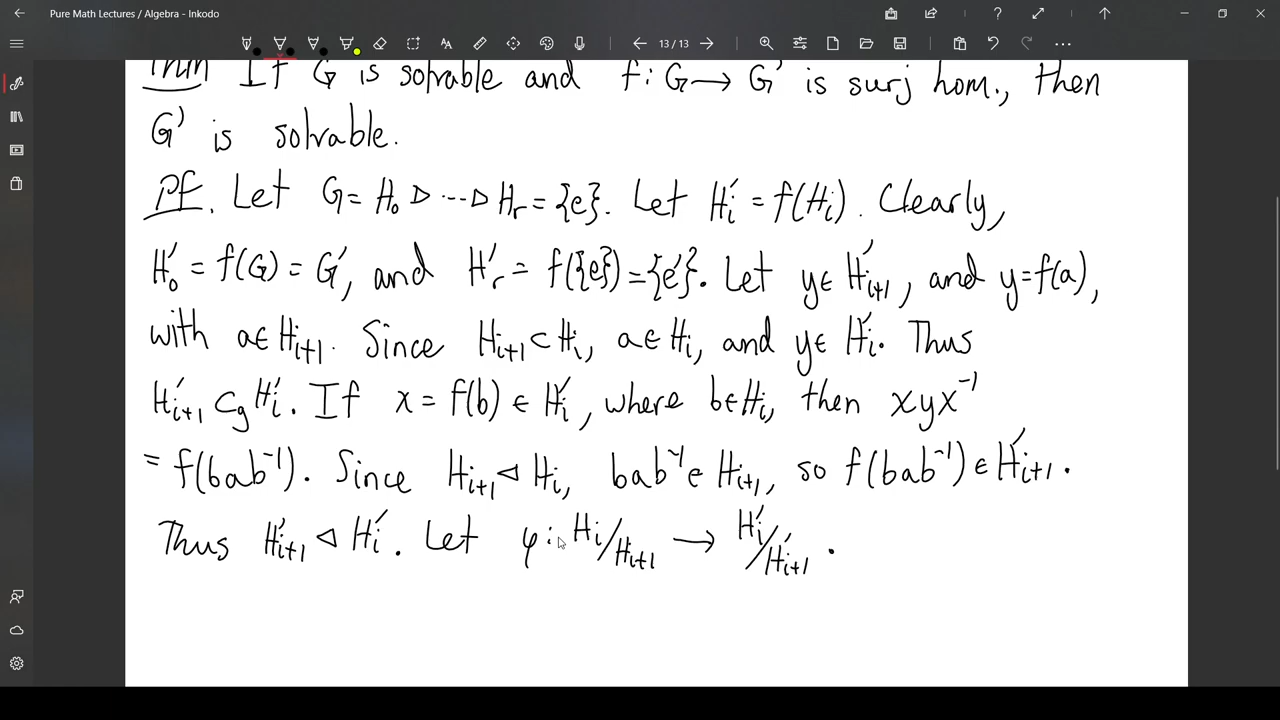 Pure Math Lectures / Algebra - Inkodo
13 / 13
Thm If G is solvable and f: G → G' is surj hom., then
G' is solvable.
Pf. Let G = H₀ ▷ ⋯ ▷ Hᵣ = {e}. Let Hᵢ' = f(Hᵢ). Clearly,
H₀' = f(G) = G', and Hᵣ' = f({e}) = {e'}. Let y ∈ H'ᵢ₊₁, and y = f(a),
with a ∈ Hᵢ₊₁. Since Hᵢ₊₁ ⊂ Hᵢ, a ∈ Hᵢ, and y ∈ Hᵢ'. Thus
H'ᵢ₊₁ ⊂g Hᵢ'. If x = f(b) ∈ Hᵢ', where b ∈ Hᵢ, then xyx⁻¹
= f(bab⁻¹). Since Hᵢ₊₁ ◁ Hᵢ, bab⁻¹ ∈ Hᵢ₊₁, so f(bab⁻¹) ∈ H'ᵢ₊₁.
Thus H'ᵢ₊₁ ◁ Hᵢ'. Let φ: Hᵢ/Hᵢ₊₁ → Hᵢ'/H'ᵢ₊₁.